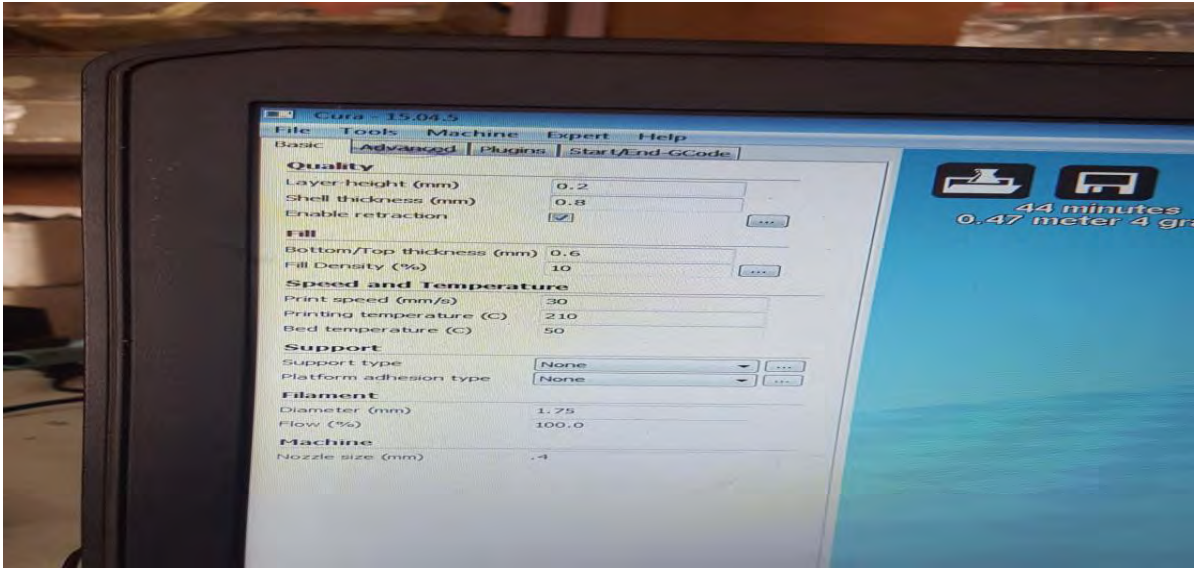 Cura - 15.04.5
File Tools Machine Expert Help
Basic Advanced Plugins Start/End-GCode
Quality
Layer height (mm) 0.2
Shell thickness (mm) 0.8
Enable retraction ...
Fill
Bottom/Top thickness (mm) 0.6
Fill Density (%) 10 ...
Speed and Temperature
Print speed (mm/s) 30
Printing temperature (C) 210
Bed temperature (C) 50
Support
Support type None ...
Platform adhesion type None ...
Filament
Diameter (mm) 1.75
Flow (%) 100.0
Machine
Nozzle size (mm) .4
44 minutes
0.47 meter 4 gra